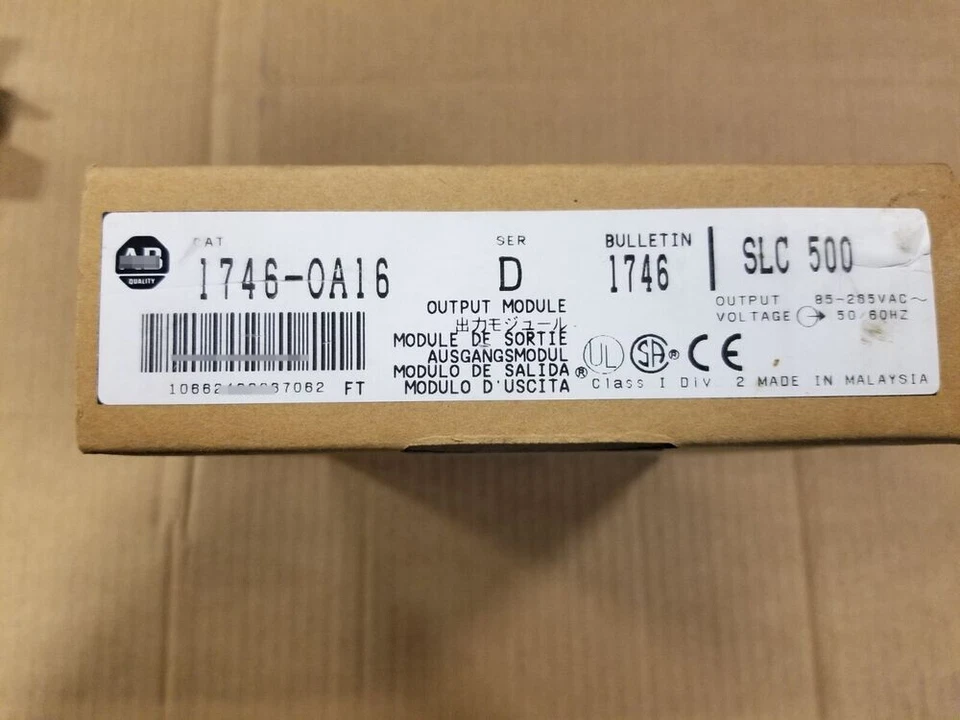 AB
QUALITY
CAT
1746-OA16
SER
D
BULLETIN
1746
SLC 500
OUTPUT MODULE
出力モジュール
MODULE DE SORTIE
AUSGANGSMODUL
MODULO DE SALIDA
MODULO D'USCITA
OUTPUT 85-265VAC~
VOLTAGE 50/60HZ
UL ® SA ® CE
Class I Div 2 MADE IN MALAYSIA
FT